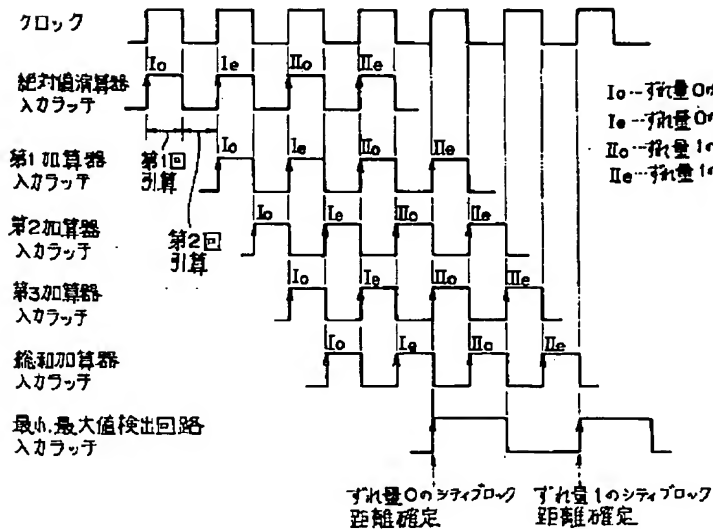 クロック
Io Ie IIo IIe
絶対値演算器
入力ラッチ
Io…ずれ量0の
Ie…ずれ量0の
IIo…ずれ量1の
IIe…ずれ量1の
第1回
引算
第2回
引算
Io Ie IIo IIe
第1加算器
入力ラッチ
Io Ie IIo IIe
第2加算器
入力ラッチ
Io Ie IIo IIe
第3加算器
入力ラッチ
Io Ie IIo IIe
総和加算器
入力ラッチ
最小、最大値検出回路
入力ラッチ
ずれ量0のシティブロック
距離確定
ずれ量1のシティブロック
距離確定